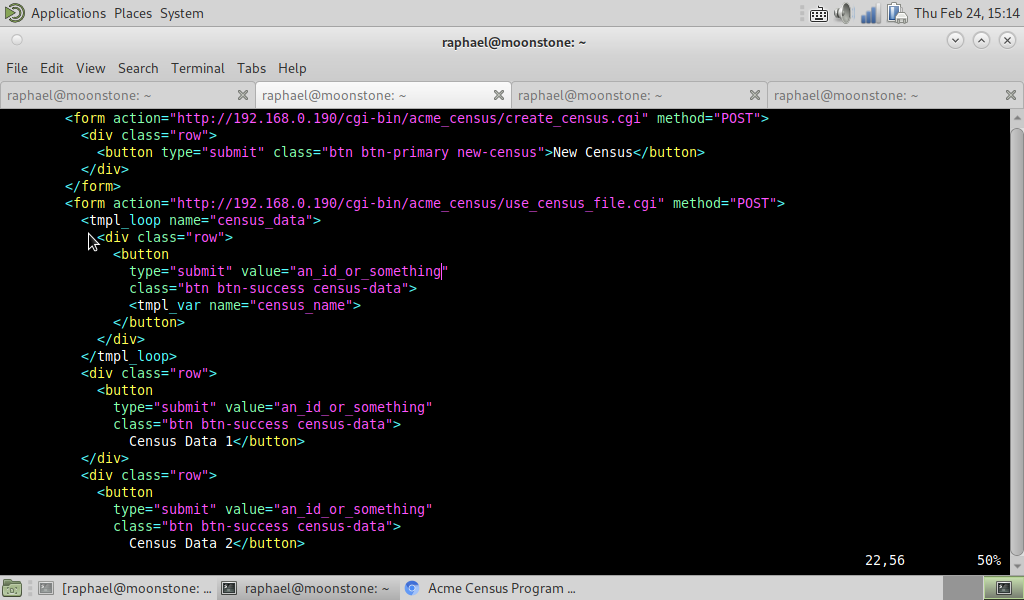 Applications Places System Thu Feb 24, 15:14
raphael@moonstone: ~
File Edit View Search Terminal Tabs Help
raphael@moonstone: ~ raphael@moonstone: ~ raphael@moonstone: ~ raphael@moonstone: ~
<form action="http://192.168.0.190/cgi-bin/acme_census/create_census.cgi" method="POST">
<div class="row">
<button type="submit" class="btn btn-primary new-census">New Census</button>
</div>
</form>
<form action="http://192.168.0.190/cgi-bin/acme_census/use_census_file.cgi" method="POST">
<tmpl_loop name="census_data">
<div class="row">
<button
type="submit" value="an_id_or_something"
class="btn btn-success census-data">
<tmpl_var name="census_name">
</button>
</div>
</tmpl_loop>
<div class="row">
<button
type="submit" value="an_id_or_something"
class="btn btn-success census-data">
Census Data 1</button>
</div>
<div class="row">
<button
type="submit" value="an_id_or_something"
class="btn btn-success census-data">
Census Data 2</button>
22,56 50%
[raphael@moonstone: ... raphael@moonstone: ~ Acme Census Program ...